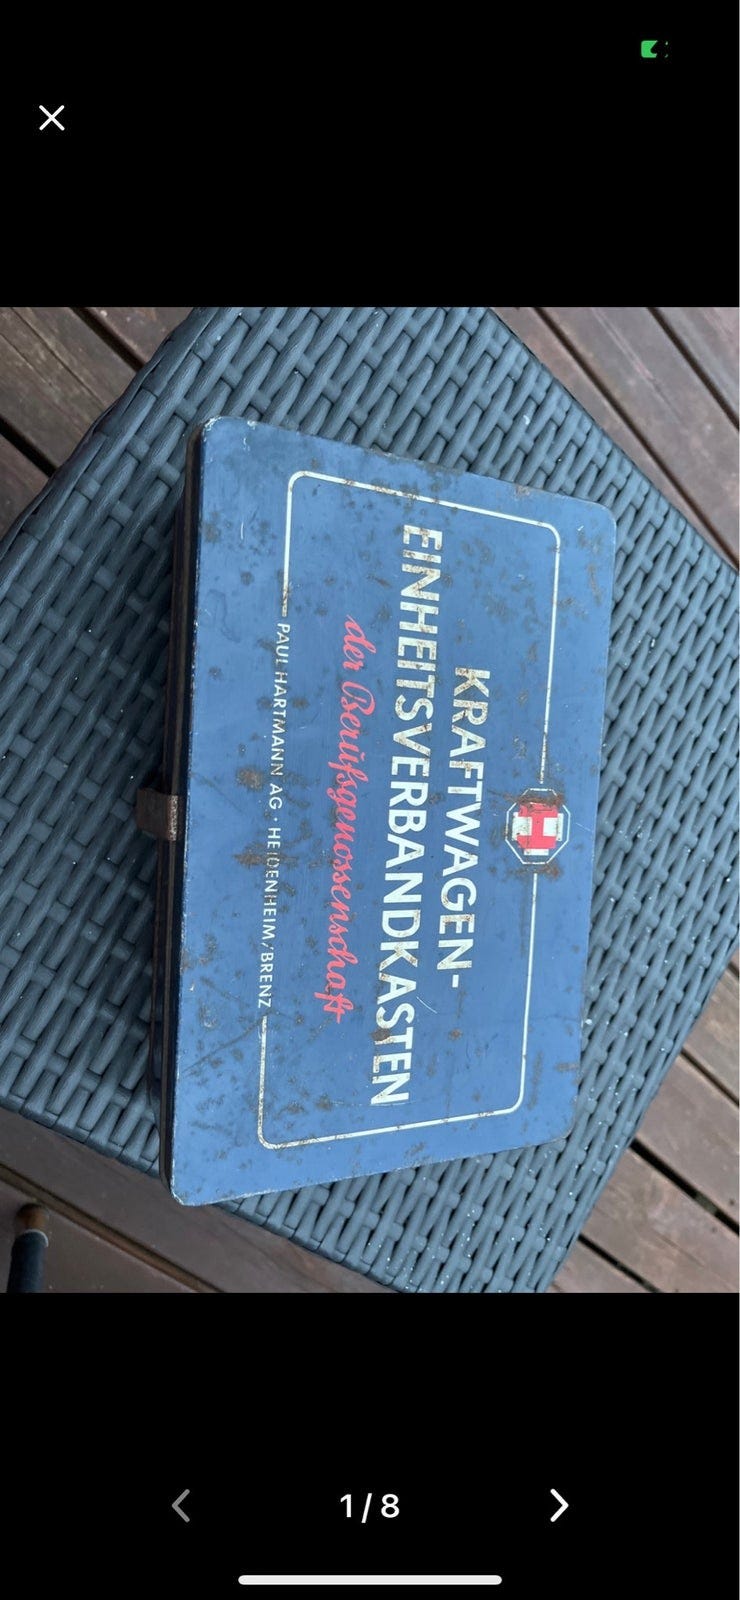 H
KRAFTWAGEN-
EINHEITSVERBANDKASTEN
der Berufsgenossenschaft
PAUL HARTMANN AG · HEIDENHEIM/BRENZ
1 / 8